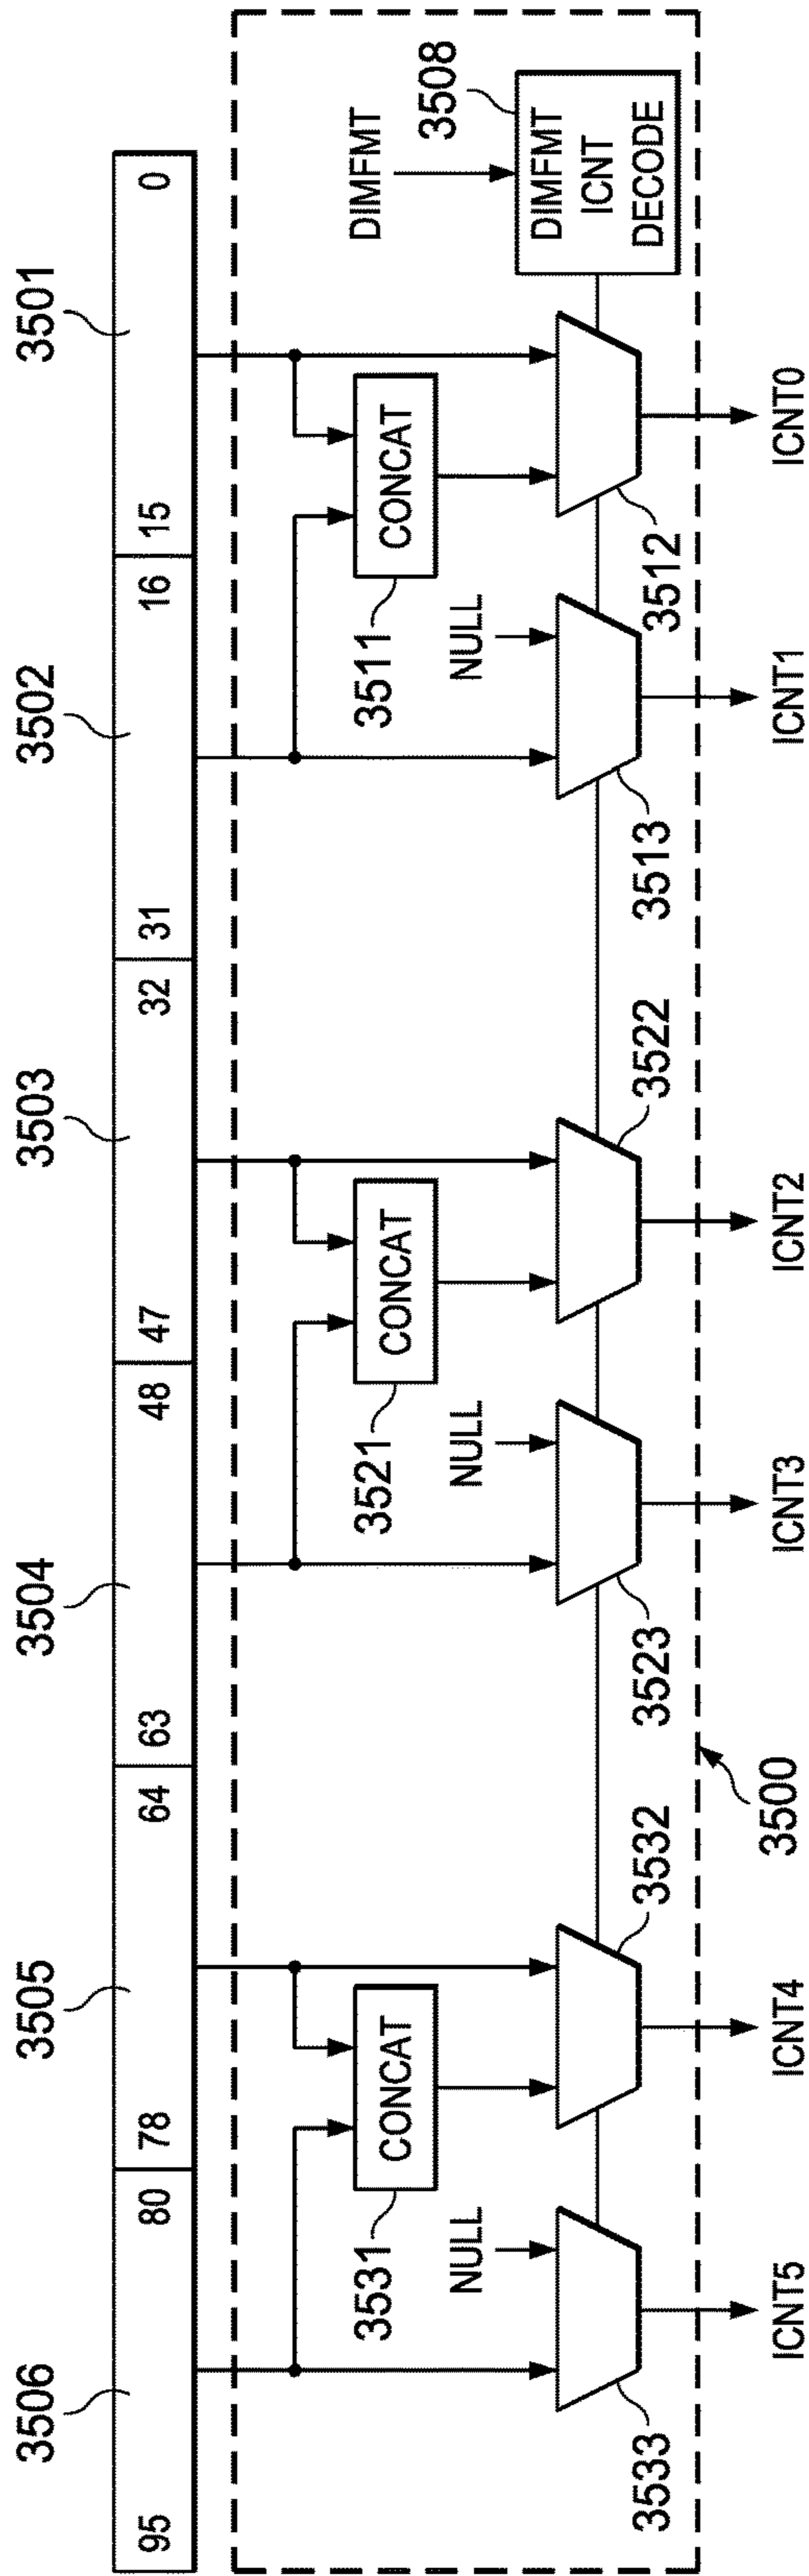 3506
3505
3504
3503
3502
3501
95 80 78 64 63 48 47 32 31 16 15 0
DIMFMT
3508
CONCAT
CONCAT
CONCAT
3531
3521
3511
NULL
NULL
NULL
DIMFMT
ICNT
DECODE
3533
3532
3523
3522
3513
3512
3500
ICNT5
ICNT4
ICNT3
ICNT2
ICNT1
ICNT0